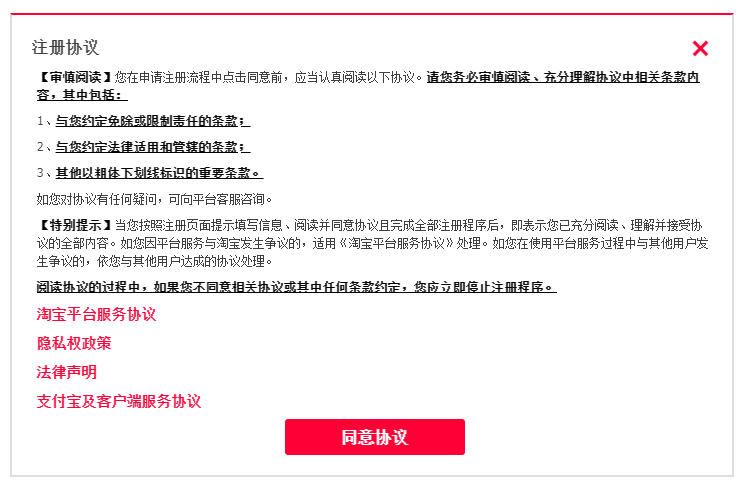 注册协议
【审慎阅读】您在申请注册流程中点击同意前，应当认真阅读以下协议。请您务必审慎阅读、充分理解协议中相关条款内
容，其中包括：
1、与您约定免除或限制责任的条款；
2、与您约定法律适用和管辖的条款；
3、其他以粗体下划线标识的重要条款。
如您对协议有任何疑问，可向平台客服咨询。
【特别提示】当您按照注册页面提示填写信息、阅读并同意协议且完成全部注册程序后，即表示您已充分阅读、理解并接受协
议的全部内容。如您因平台服务与淘宝发生争议的，适用《淘宝平台服务协议》处理。如您在使用平台服务过程中与其他用户发
生争议的，依您与其他用户达成的协议处理。
阅读协议的过程中，如果您不同意相关协议或其中任何条款约定，您应立即停止注册程序。
淘宝平台服务协议
隐私权政策
法律声明
支付宝及客户端服务协议
同意协议